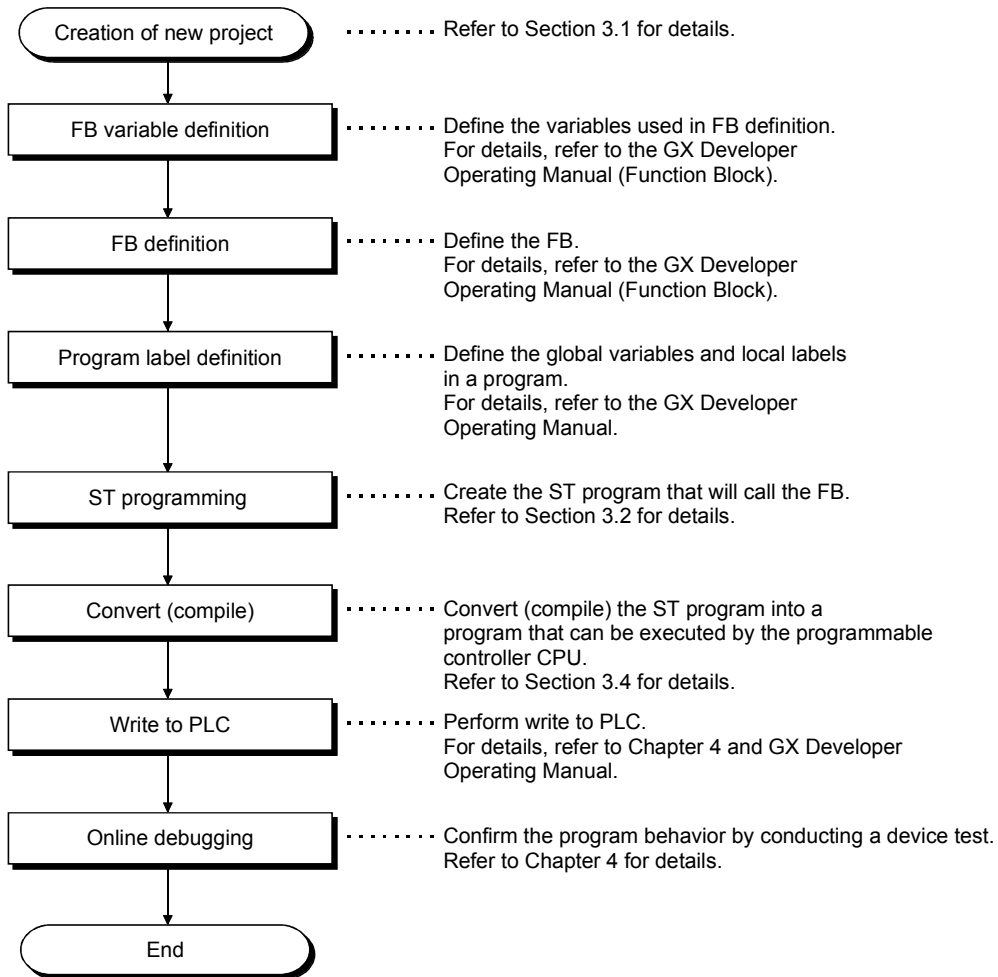 Creation of new project
Refer to Section 3.1 for details.
FB variable definition
Define the variables used in FB definition.
For details, refer to the GX Developer
Operating Manual (Function Block).
FB definition
Define the FB.
For details, refer to the GX Developer
Operating Manual (Function Block).
Program label definition
Define the global variables and local labels
in a program.
For details, refer to the GX Developer
Operating Manual.
ST programming
Create the ST program that will call the FB.
Refer to Section 3.2 for details.
Convert (compile)
Convert (compile) the ST program into a
program that can be executed by the programmable
controller CPU.
Refer to Section 3.4 for details.
Write to PLC
Perform write to PLC.
For details, refer to Chapter 4 and GX Developer
Operating Manual.
Online debugging
Confirm the program behavior by conducting a device test.
Refer to Chapter 4 for details.
End